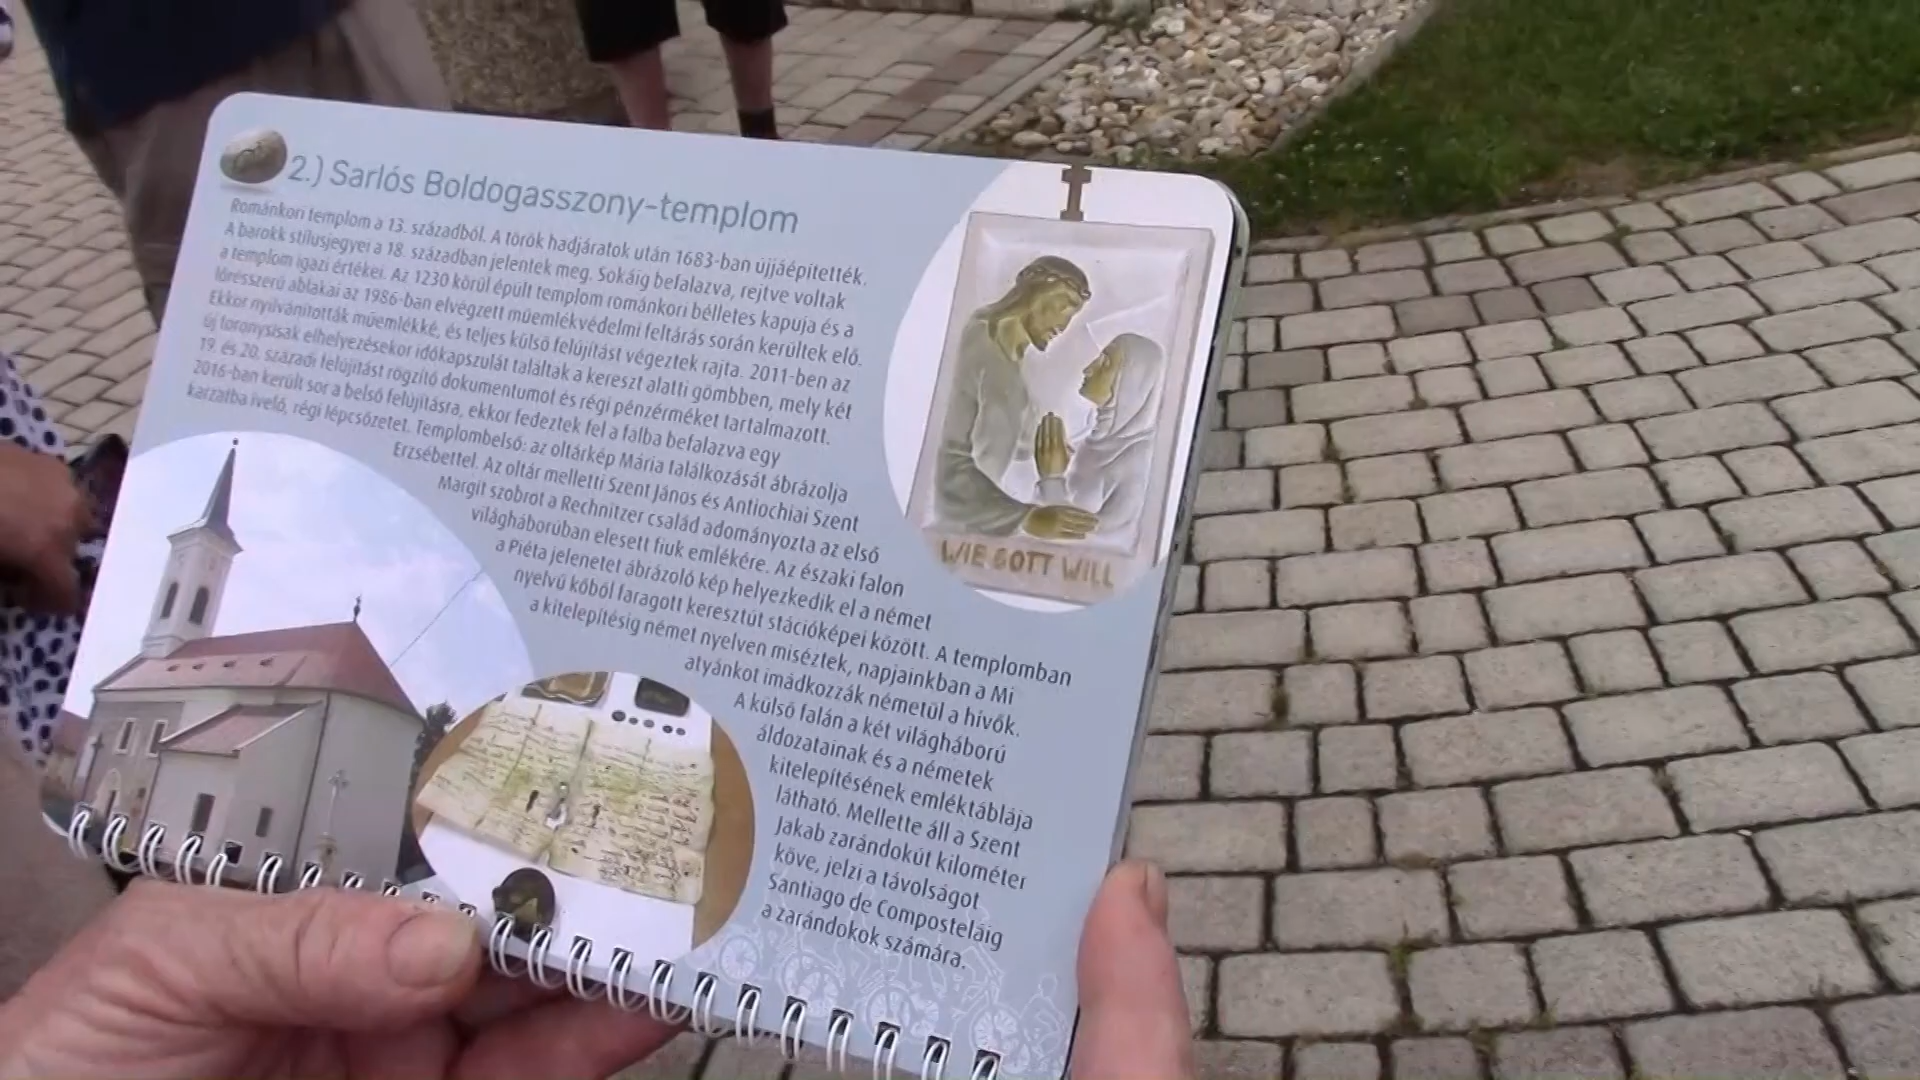 2.) Sarlós Boldogasszony-templom
Románkori templom a 13. századból. A török hadjáratok után 1683-ban újjáépítették.
A barokk stílusjegyei a 18. században jelentek meg. Sokáig befalazva, rejtve voltak
a templom igazi értékei. Az 1230 körül épült templom románkori bélletes kapuja és a
lőrésszerű ablakai az 1986-ban elvégzett műemlékvédelmi feltárás során kerültek elő.
Ekkor nyilvánították műemlékké, és teljes külső felújítást végeztek rajta. 2011-ben az
új toronysisak elhelyezésekor időkapszulát találtak a kereszt alatti gömbben, mely két
19. és 20. századi felújítást rögzítő dokumentumot és régi pénzérméket tartalmazott.
2016-ban került sor a belső felújításra, ekkor fedeztek fel a falba befalazva egy
karzatba ívelő, régi lépcsőzetet. Templombelső: az oltárkép Mária találkozását ábrázolja
Erzsébettel. Az oltár melletti Szent János és Antiochiai Szent
Margit szobrot a Rechnitzer család adományozta az első
világháborúban elesett fiuk emlékére. Az északi falon
a Piéta jelenetet ábrázoló kép helyezkedik el a német
nyelvű kőből faragott keresztút stációképei között. A templomban
a kitelepítésig német nyelven miséztek, napjainkban a Mi
atyánkot imádkozzák németül a hívők.
A külső falán a két világháború
áldozatainak és a németek
kitelepítésének emléktáblája
látható. Mellette áll a Szent
Jakab zarándokút kilométer
köve, jelzi a távolságot
Santiago de Composteláig
a zarándokok számára.
WIE GOTT WILL